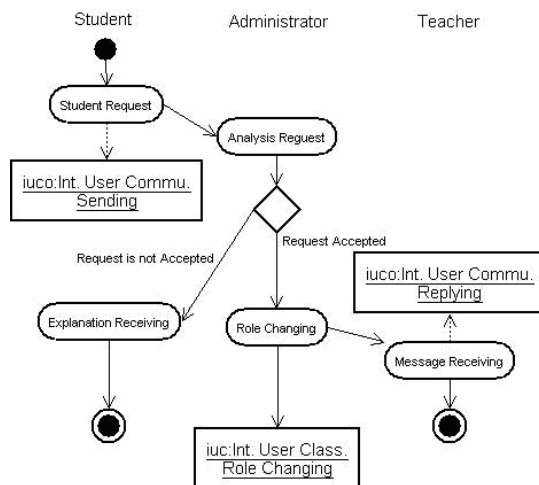 Student
Administrator
Teacher
Student Request
Analysis Reguest
iuco:Int. User Commu.
Sending
Request is not Accepted
Request Accepted
iuco:Int. User Commu.
Replying
Explanation Receiving
Role Changing
Message Receiving
iuc:Int. User Class.
Role Changing